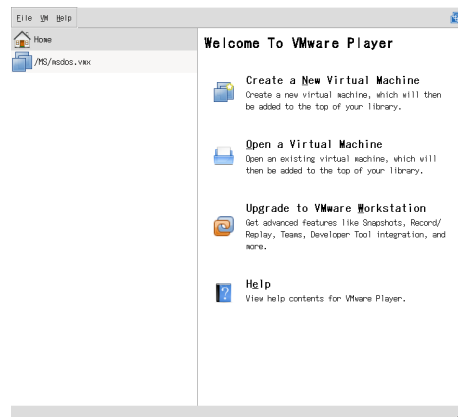 File VM Help
Home
/MS/msdos.vmx
Welcome To VMware Player
Create a New Virtual Machine
Create a new virtual machine, which will then
be added to the top of your library.
Open a Virtual Machine
Open an existing virtual machine, which will
then be added to the top of your library.
Upgrade to VMware Workstation
Get advanced features like Snapshots, Record/
Replay, Teams, Developer Tool integration, and
more.
Help
View help contents for VMware Player.